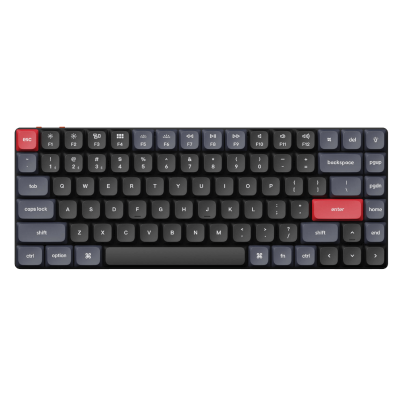 esc F1 F2 F3 F4 F5 F6 F7 F8 F9 F10 F11 F12 del
~ ! 1 @ 2 # 3 $ 4 % 5 ^ 6 & 7 * 8 ( 9 ) 0 _ - + = backspace pgup
tab Q W E R T Y U I O P { [ } ] | \ pgdn
caps lock A S D F G H J K L : ; " ' enter home
shift Z X C V B N M < , > . ? / shift end
ctrl option ⌘ ⌘ fn ctrl